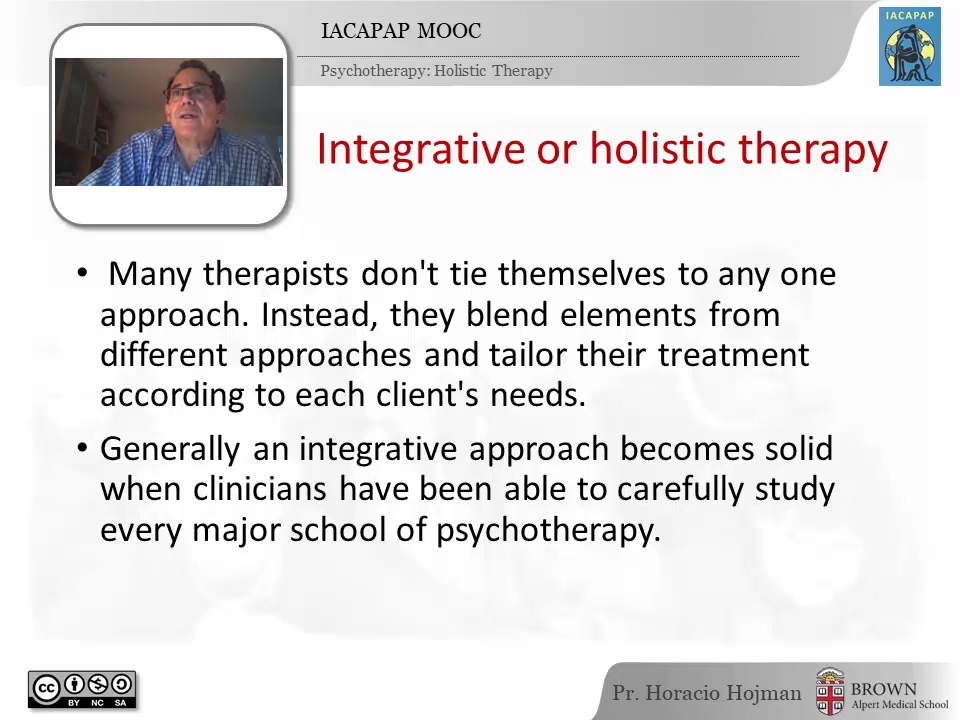 IACAPAP MOOC
IACAPAP
Psychotherapy: Holistic Therapy
Integrative or holistic therapy
• Many therapists don't tie themselves to any one
approach. Instead, they blend elements from
different approaches and tailor their treatment
according to each client's needs.
• Generally an integrative approach becomes solid
when clinicians have been able to carefully study
every major school of psychotherapy.
cc
BY NC SA
Pr. Horacio Hojman
BROWN
Alpert Medical School